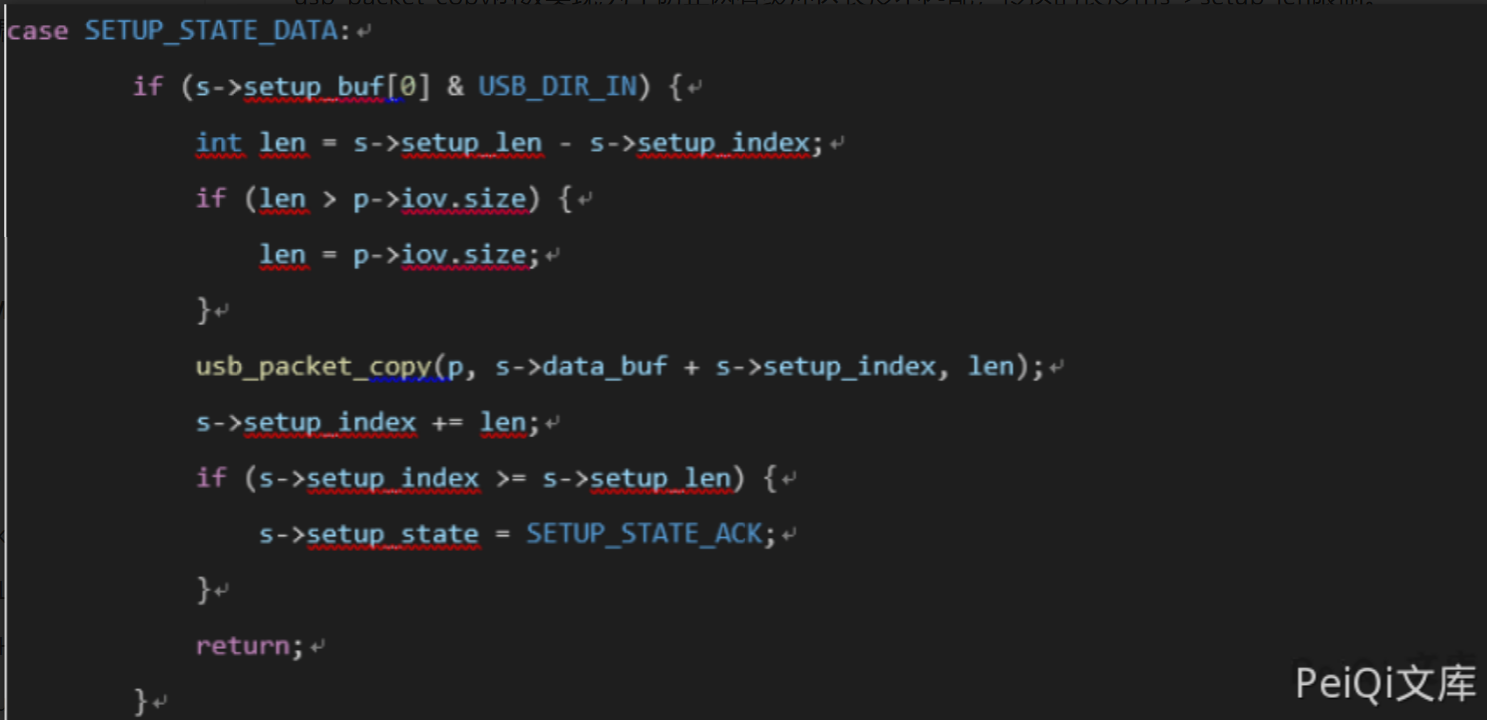 case SETUP_STATE_DATA:↵
if (s->setup_buf[0] & USB_DIR_IN) {↵
int len = s->setup_len - s->setup_index;↵
if (len > p->iov.size) {↵
len = p->iov.size;↵
}↵
usb_packet_copy(p, s->data_buf + s->setup_index, len);↵
s->setup_index += len;↵
if (s->setup_index >= s->setup_len) {↵
s->setup_state = SETUP_STATE_ACK;↵
}↵
return;↵
}↵
PeiQi文库